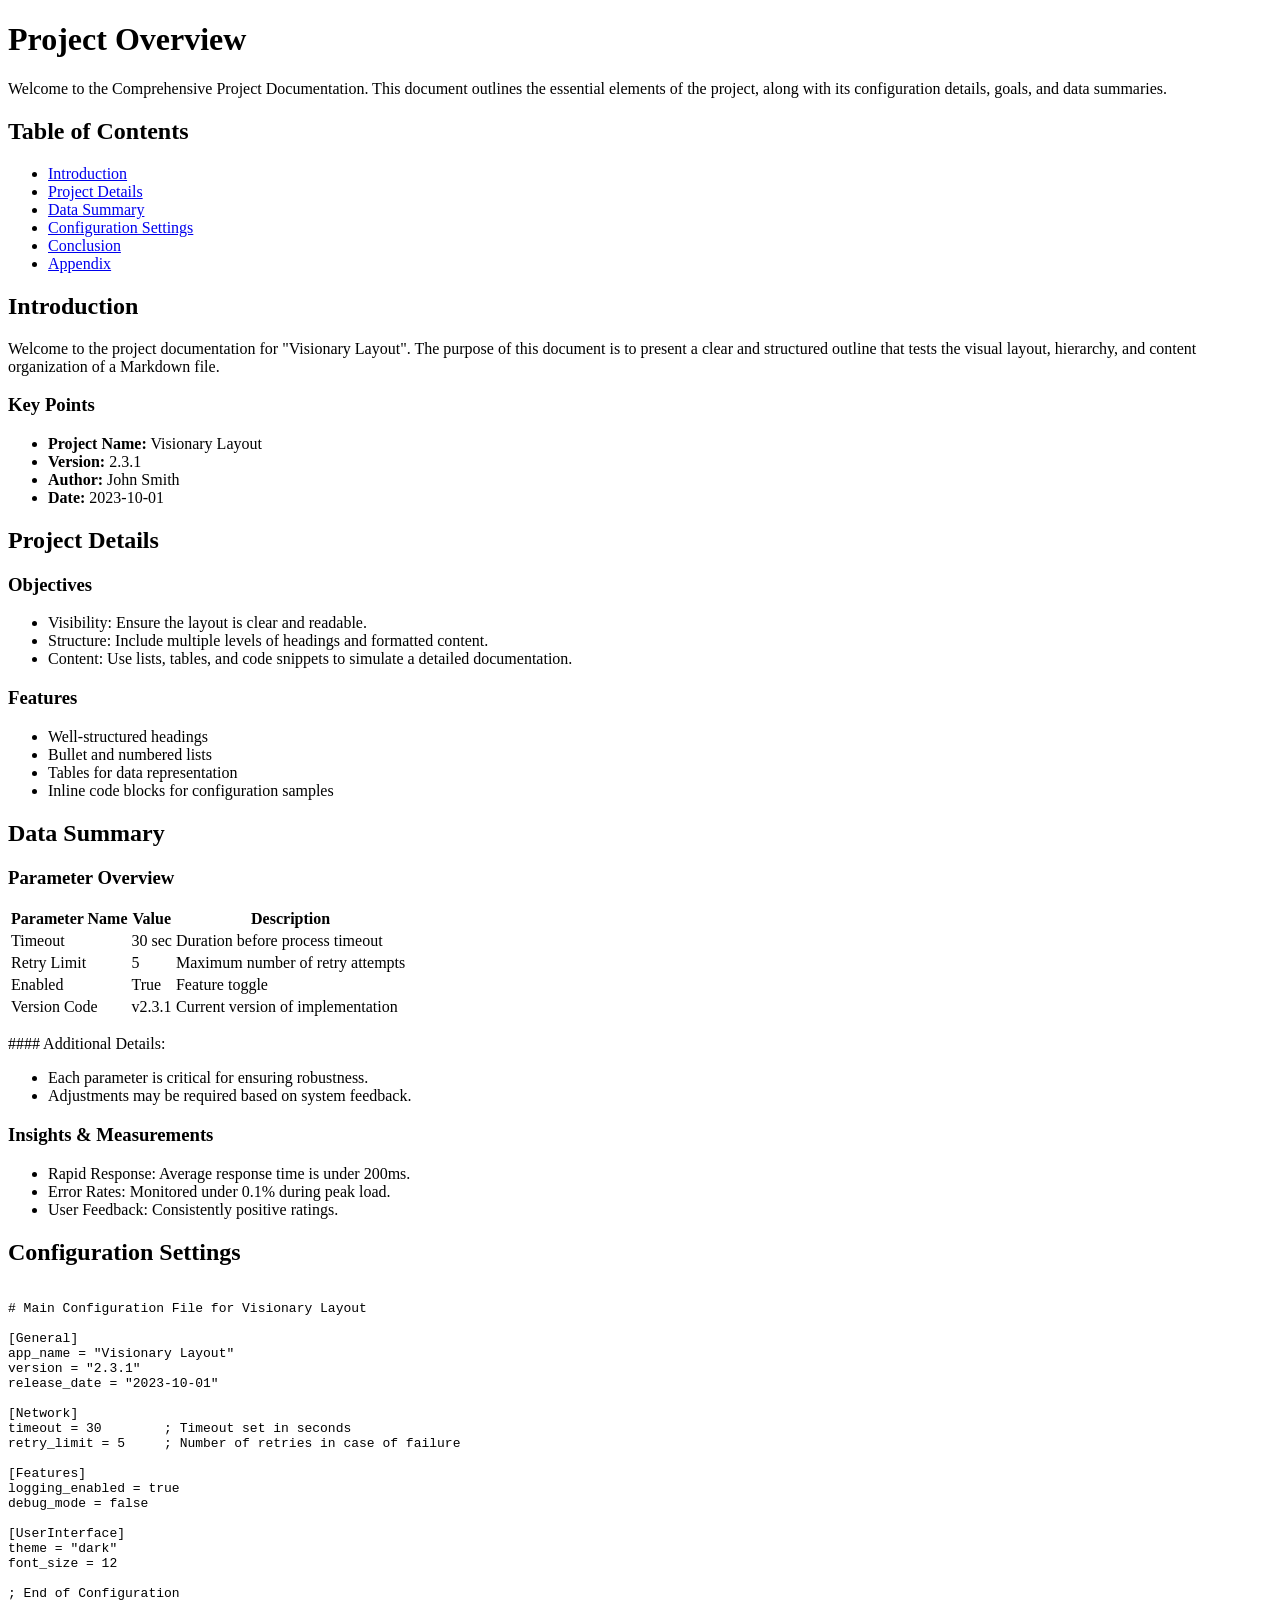 Project Overview
Welcome to the Comprehensive Project Documentation. This document outlines the essential elements of the project, along with its configuration details, goals, and data summaries.
Table of Contents
Introduction
Project Details
Data Summary
Configuration Settings
Conclusion
Appendix
Introduction
Welcome to the project documentation for "Visionary Layout". The purpose of this document is to present a clear and structured outline that tests the visual layout, hierarchy, and content
organization of a Markdown file.
Key Points
Project Name: Visionary Layout
Version: 2.3.1
Author: John Smith
Date: 2023-10-01
Project Details
Objectives
Visibility: Ensure the layout is clear and readable.
Structure: Include multiple levels of headings and formatted content.
Content: Use lists, tables, and code snippets to simulate a detailed documentation.
Features
Well-structured headings
Bullet and numbered lists
Tables for data representation
Inline code blocks for configuration samples
Data Summary
Parameter Overview
Parameter Name Value Description
Timeout 30 sec Duration before process timeout
Retry Limit 5 Maximum number of retry attempts
Enabled True Feature toggle
Version Code v2.3.1 Current version of implementation
#### Additional Details:
Each parameter is critical for ensuring robustness.
Adjustments may be required based on system feedback.
Insights & Measurements
Rapid Response: Average response time is under 200ms.
Error Rates: Monitored under 0.1% during peak load.
User Feedback: Consistently positive ratings.
Configuration Settings
# Main Configuration File for Visionary Layout
[General]
app_name = "Visionary Layout"
version = "2.3.1"
release_date = "2023-10-01"
[Network]
timeout = 30        ; Timeout set in seconds
retry_limit = 5     ; Number of retries in case of failure
[Features]
logging_enabled = true
debug_mode = false
[UserInterface]
theme = "dark"
font_size = 12
; End of Configuration